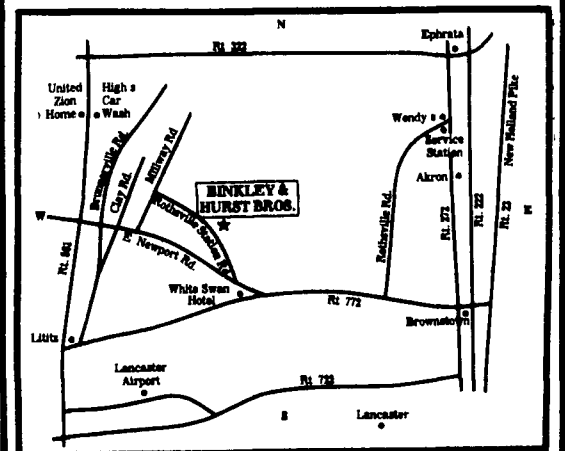 N
Ephrata
Rt 322
United
Zion
Home
High s
Car
Wash
Brunnerville Rd.
Clay Rd.
Millway Rd
Wendy s
Service
Station
Akron
New Holland Pike
BINKLEY &
HURST BROS.
Rothsville Station Rd.
Rothsville Rd.
Rt. 272
Rt. 222
Rt. 23
W
Rt. 501
Newport Rd.
White Swan
Hotel
Rt 772
Brownstown
Lititz
Lancaster
Airport
Rt 722
Lancaster